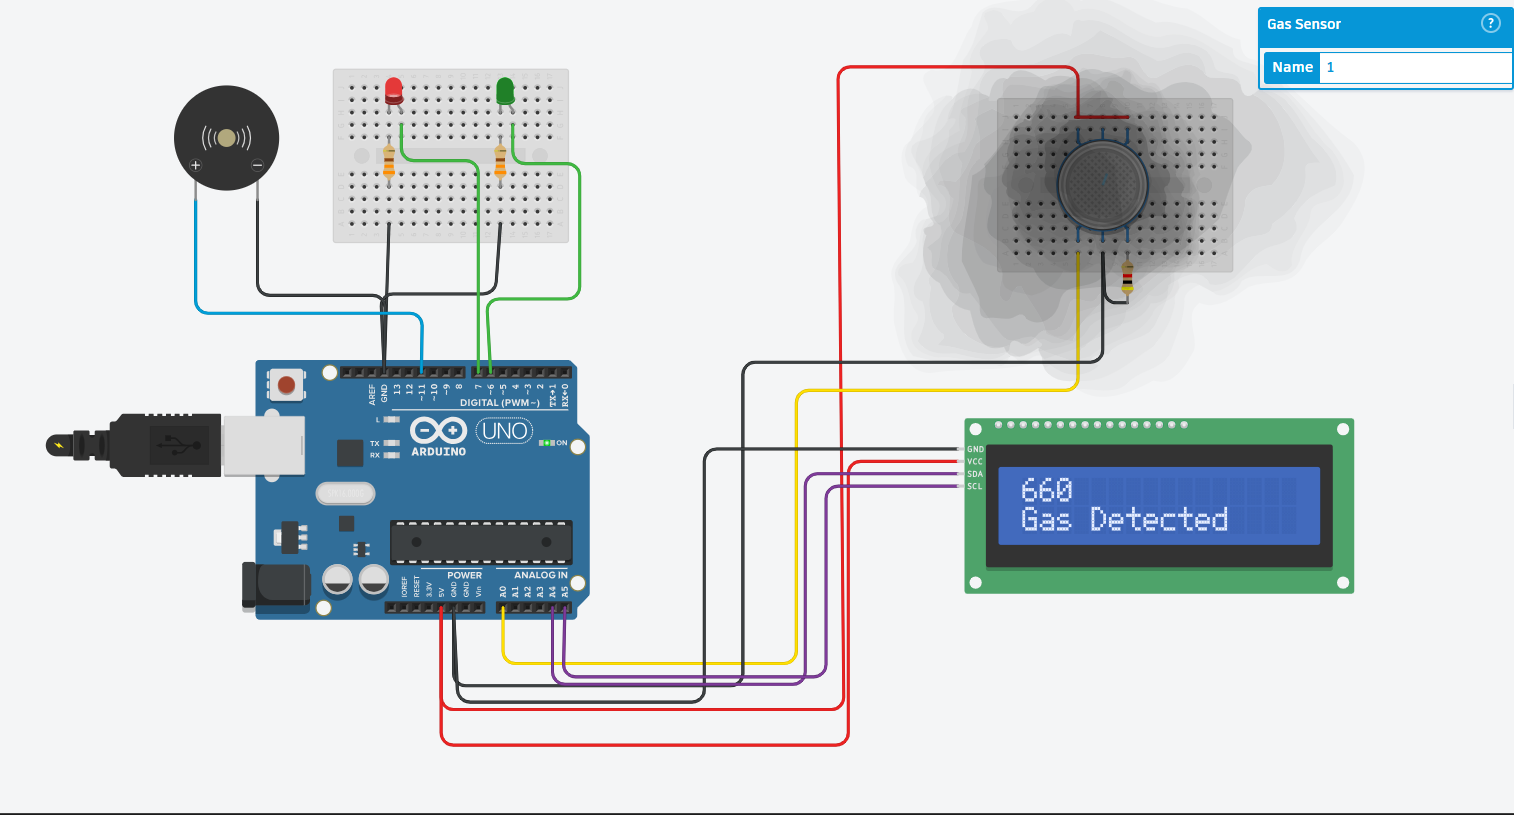 Gas Sensor
?
Name 1
+ −
AREF
GND
13
12
~11
~10
~9
8
7
~6
~5
4
~3
2
TX→1
RX←0
DIGITAL (PWM~)
L
TX
RX
UNO
ON
ARDUINO
POWER
ANALOG IN
IOREF
RESET
3.3V
5V
GND
GND
Vin
A0
A1
A2
A3
A4
A5
GND
VCC
SDA
SCL
660
Gas Detected